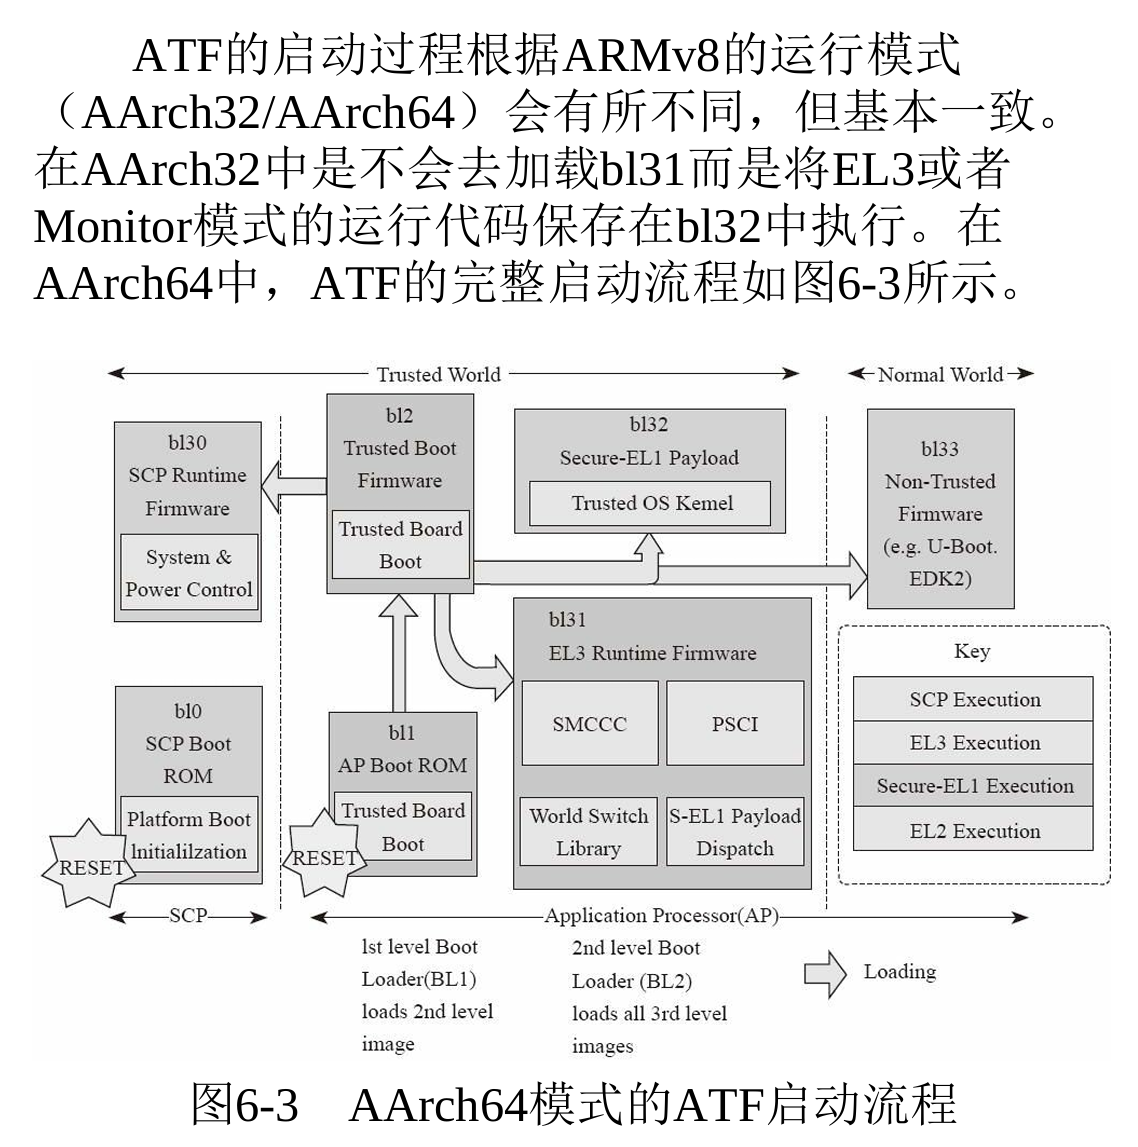 ATF的启动过程根据ARMv8的运行模式
（AArch32/AArch64）会有所不同，但基本一致。
在AArch32中是不会去加载bl31而是将EL3或者
Monitor模式的运行代码保存在bl32中执行。在
AArch64中，ATF的完整启动流程如图6-3所示。
Trusted World
Normal World
bl30
SCP Runtime
Firmware
System &
Power Control
bl2
Trusted Boot
Firmware
Trusted Board
Boot
bl32
Secure-EL1 Payload
Trusted OS Kemel
bl33
Non-Trusted
Firmware
(e.g. U-Boot.
EDK2)
bl0
SCP Boot
ROM
Platform Boot
lnitialilzation
RESET
bl1
AP Boot ROM
Trusted Board
Boot
RESET
bl31
EL3 Runtime Firmware
SMCCC
PSCI
World Switch
Library
S-EL1 Payload
Dispatch
Key
SCP Execution
EL3 Execution
Secure-EL1 Execution
EL2 Execution
SCP
Application Processor(AP)
lst level Boot
Loader(BL1)
loads 2nd level
image
2nd level Boot
Loader (BL2)
loads all 3rd level
images
Loading
图6-3 AArch64模式的ATF启动流程